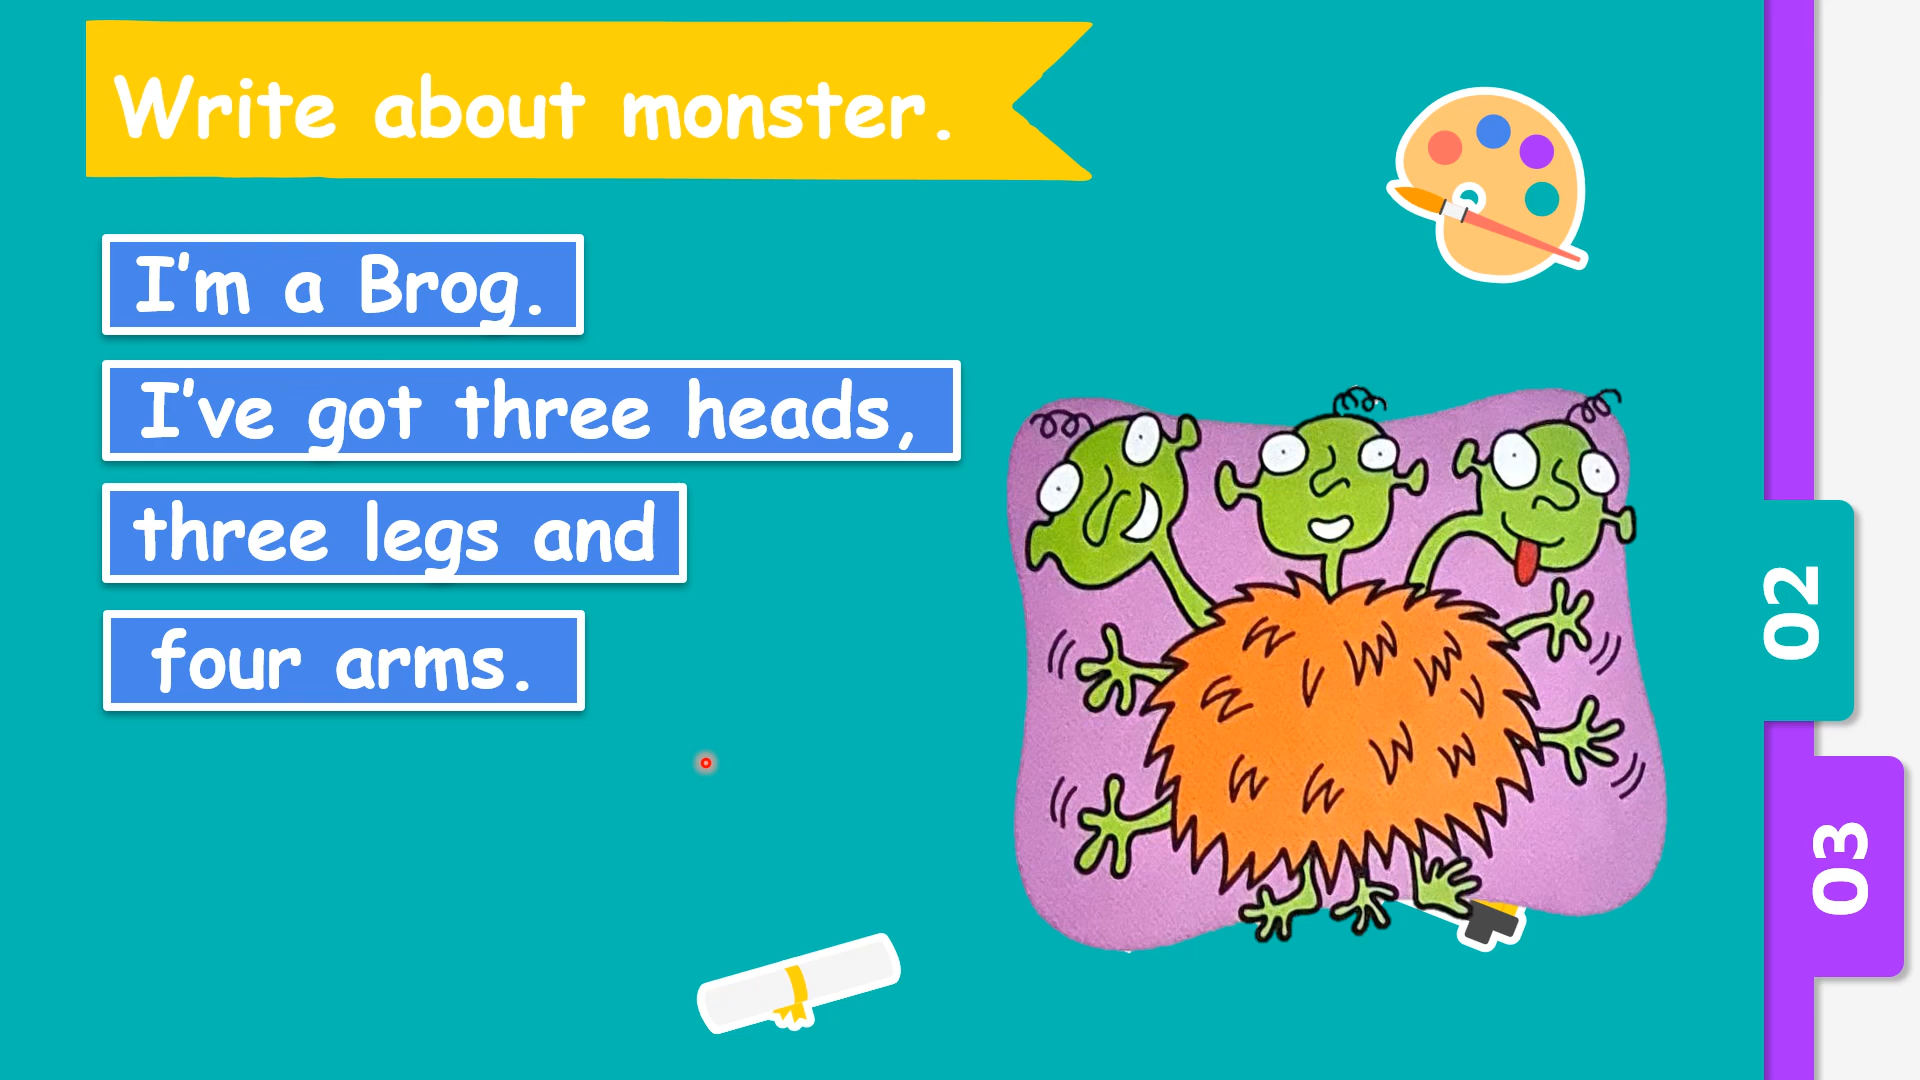 Write about monster.
I'm a Brog.
I've got three heads,
three legs and
four arms.
02
03